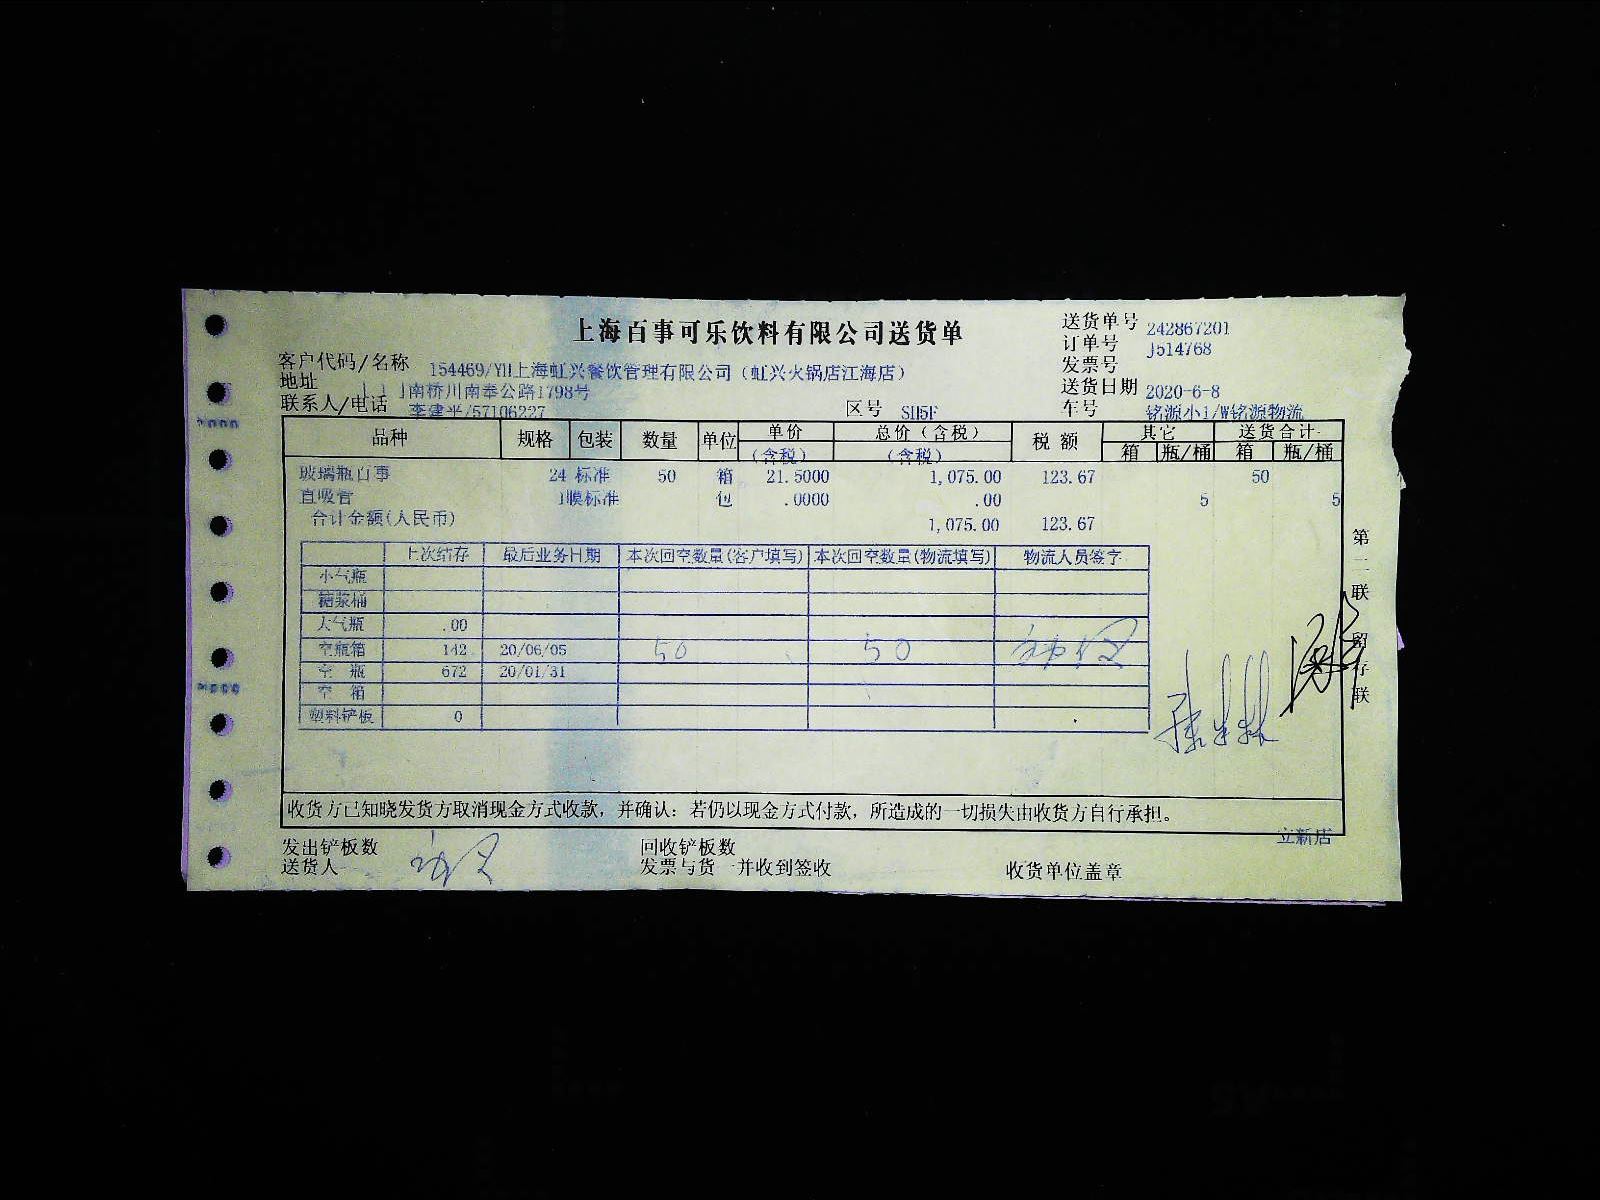 上海百事可乐饮料有限公司送货单
送货单号 242867201
订单号 J514768
发票号
送货日期 2020-6-8
车号 铭源小1/W铭源物流
客户代码/名称 154469/YH上海虹兴餐饮管理有限公司（虹兴火锅店江海店）
地址 南桥川南奉公路1798号
联系人/电话 李建平/57106227 区号 SH5F
品种 规格 包装 数量 单位 单价(含税) 总价（含税） 税额 其它 箱 瓶/桶 送货合计 箱 瓶/桶
玻璃瓶百事 24 标准 50 箱 21.5000 1,075.00 123.67 50
直吸管 1膜标准 包 .0000 .00 5 5
合计金额(人民币) 1,075.00 123.67
上次结存 最后业务日期 本次回空数量(客户填写) 本次回空数量(物流填写) 物流人员签字
小气瓶
糖浆桶
大气瓶 .00
空瓶箱 142 20/06/05 50 50
空瓶 672 20/01/31
空箱
塑料铲板 0
第二联 留存联
收货方已知晓发货方取消现金方式收款，并确认：若仍以现金方式付款，所造成的一切损失由收货方自行承担。
立新店
发出铲板数 回收铲板数
送货人 发票与货一并收到签收 收货单位盖章